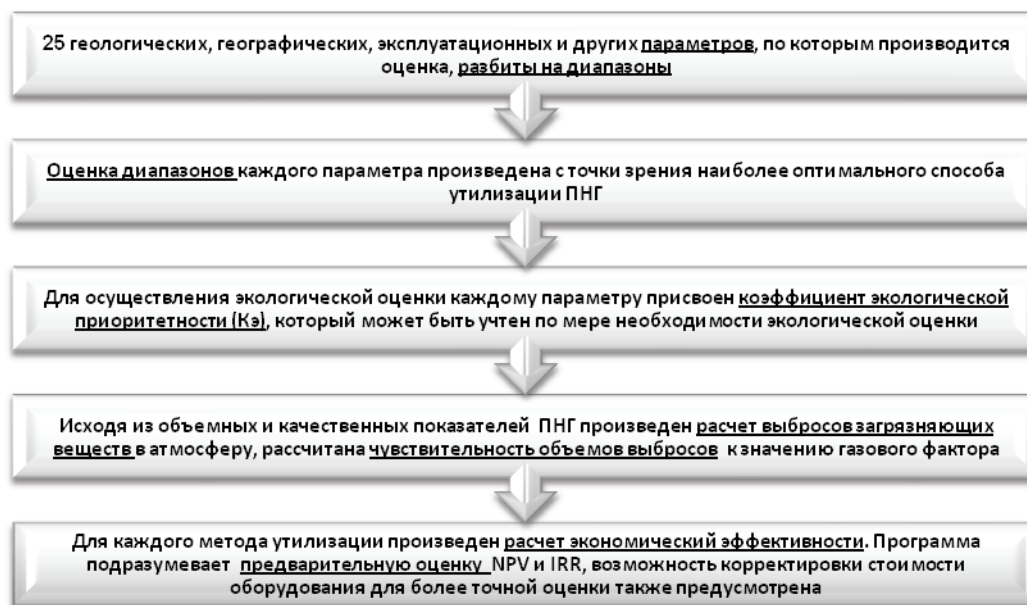 25 геологических, географических, эксплуатационных и других параметров, по которым производится
оценка, разбиты на диапазоны
Оценка диапазонов каждого параметра произведена с точки зрения наиболее оптимального способа
утилизации ПНГ
Для осуществления экологической оценки каждому параметру присвоен коэффициент экологической
приоритетности (Кэ), который может быть учтен по мере необходимости экологической оценки
Исходя из объемных и качественных показателей ПНГ произведен расчет выбросов загрязняющих
веществ в атмосферу, рассчитана чувствительность объемов выбросов к значению газового фактора
Для каждого метода утилизации произведен расчет экономический эффективности. Программа
подразумевает предварительную оценку NPV и IRR, возможность корректировки стоимости
оборудования для более точной оценки также предусмотрена